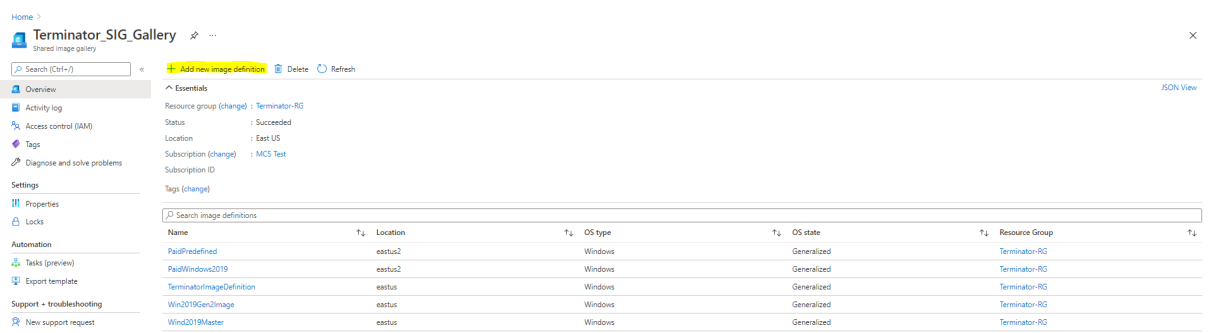 Home >
Terminator_SIG_Gallery ...
Shared image gallery
Search (Ctrl+/) «
+ Add new image definition Delete Refresh
Overview
Activity log
Access control (IAM)
Tags
Diagnose and solve problems
Settings
Properties
Locks
Automation
Tasks (preview)
Export template
Support + troubleshooting
New support request
Essentials JSON View
Resource group (change) : Terminator-RG
Status : Succeeded
Location : East US
Subscription (change) : MCS Test
Subscription ID
Tags (change)
Search image definitions
Name ↑↓ Location ↑↓ OS type ↑↓ OS state ↑↓ Resource Group ↑↓
PaidPredefined eastus2 Windows Generalized Terminator-RG
PaidWindows2019 eastus2 Windows Generalized Terminator-RG
TerminatorImageDefinition eastus Windows Generalized Terminator-RG
Win2019Gen2Image eastus Windows Generalized Terminator-RG
Wind2019Master eastus Windows Generalized Terminator-RG